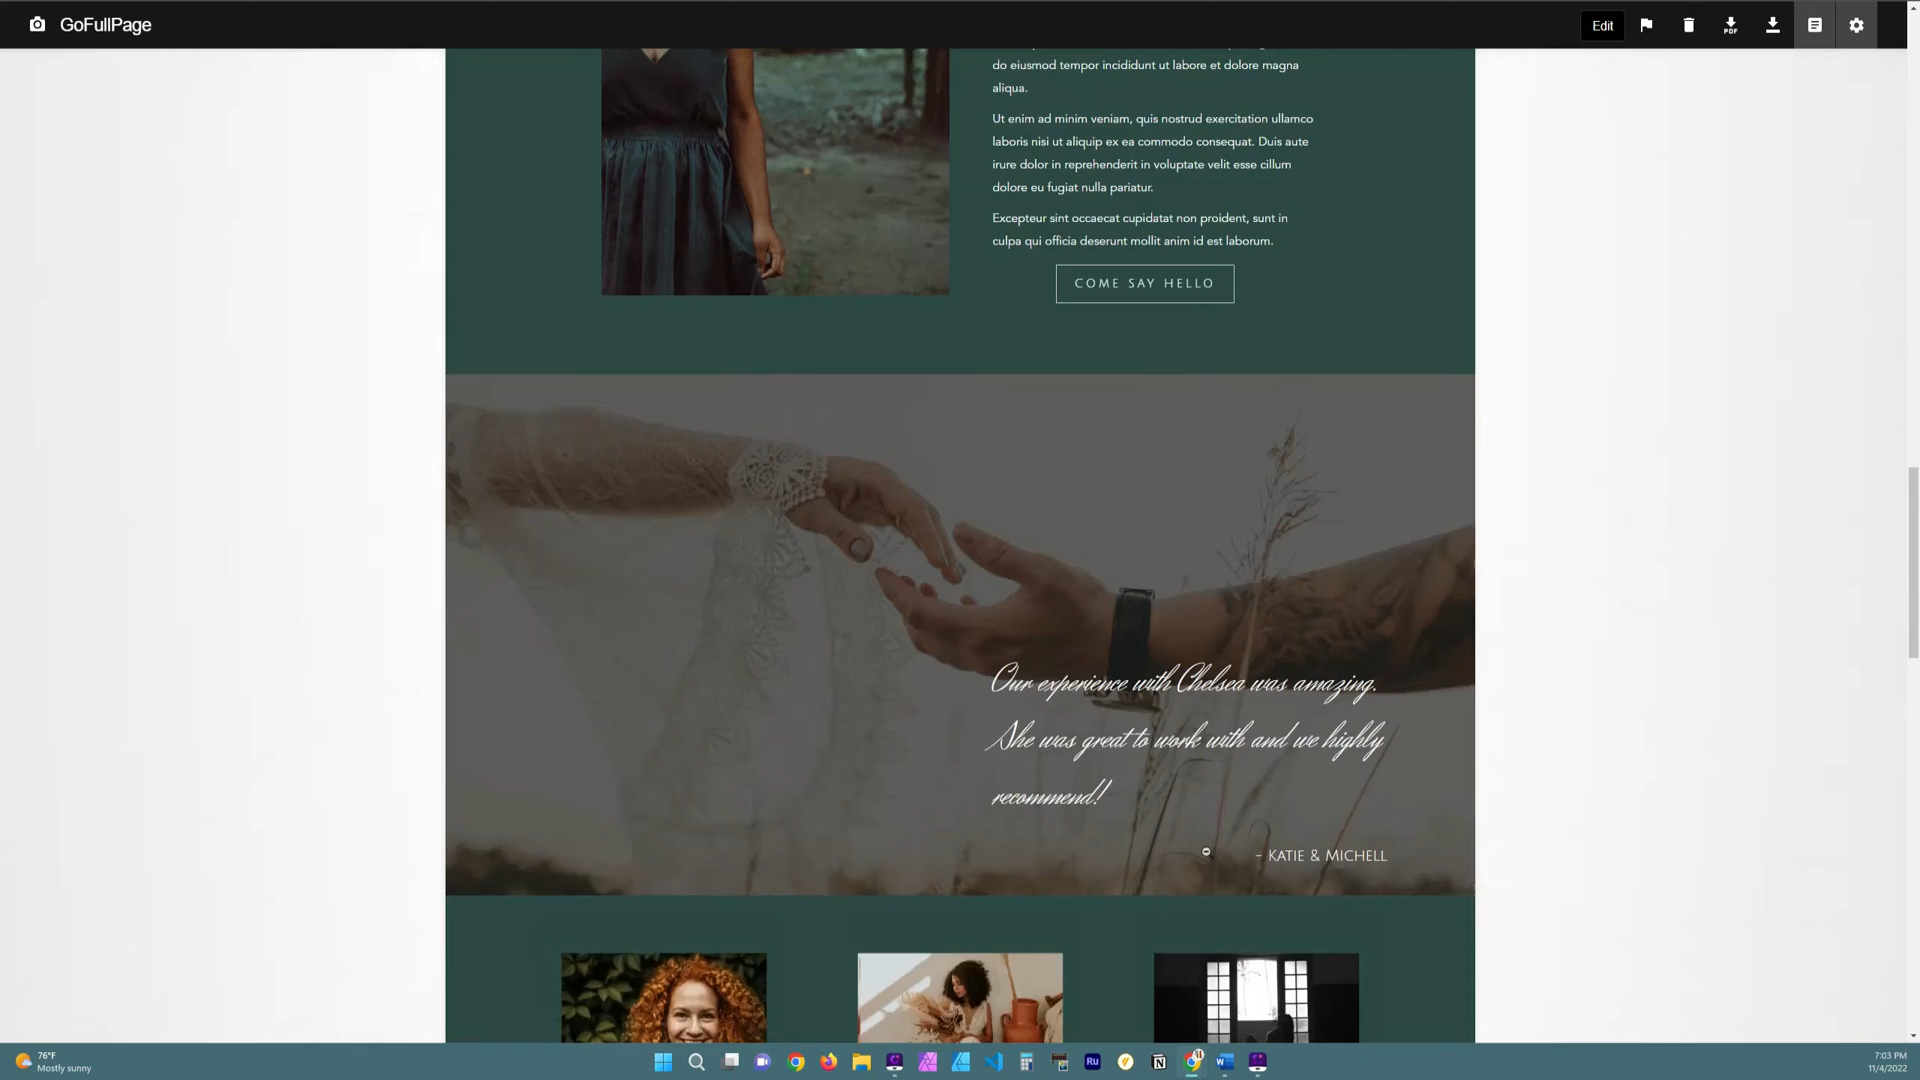 GoFullPage
Edit
PDF
do eiusmod tempor incididunt ut labore et dolore magna
aliqua.
Ut enim ad minim veniam, quis nostrud exercitation ullamco
laboris nisi ut aliquip ex ea commodo consequat. Duis aute
irure dolor in reprehenderit in voluptate velit esse cillum
dolore eu fugiat nulla pariatur.
Excepteur sint occaecat cupidatat non proident, sunt in
culpa qui officia deserunt mollit anim id est laborum.
COME SAY HELLO
Our experience with Chelsea was amazing.
She was great to work with and we highly
recommend!
- KATIE & MICHELL
76°F
Mostly sunny
Ru
N
W
7:03 PM
11/4/2022